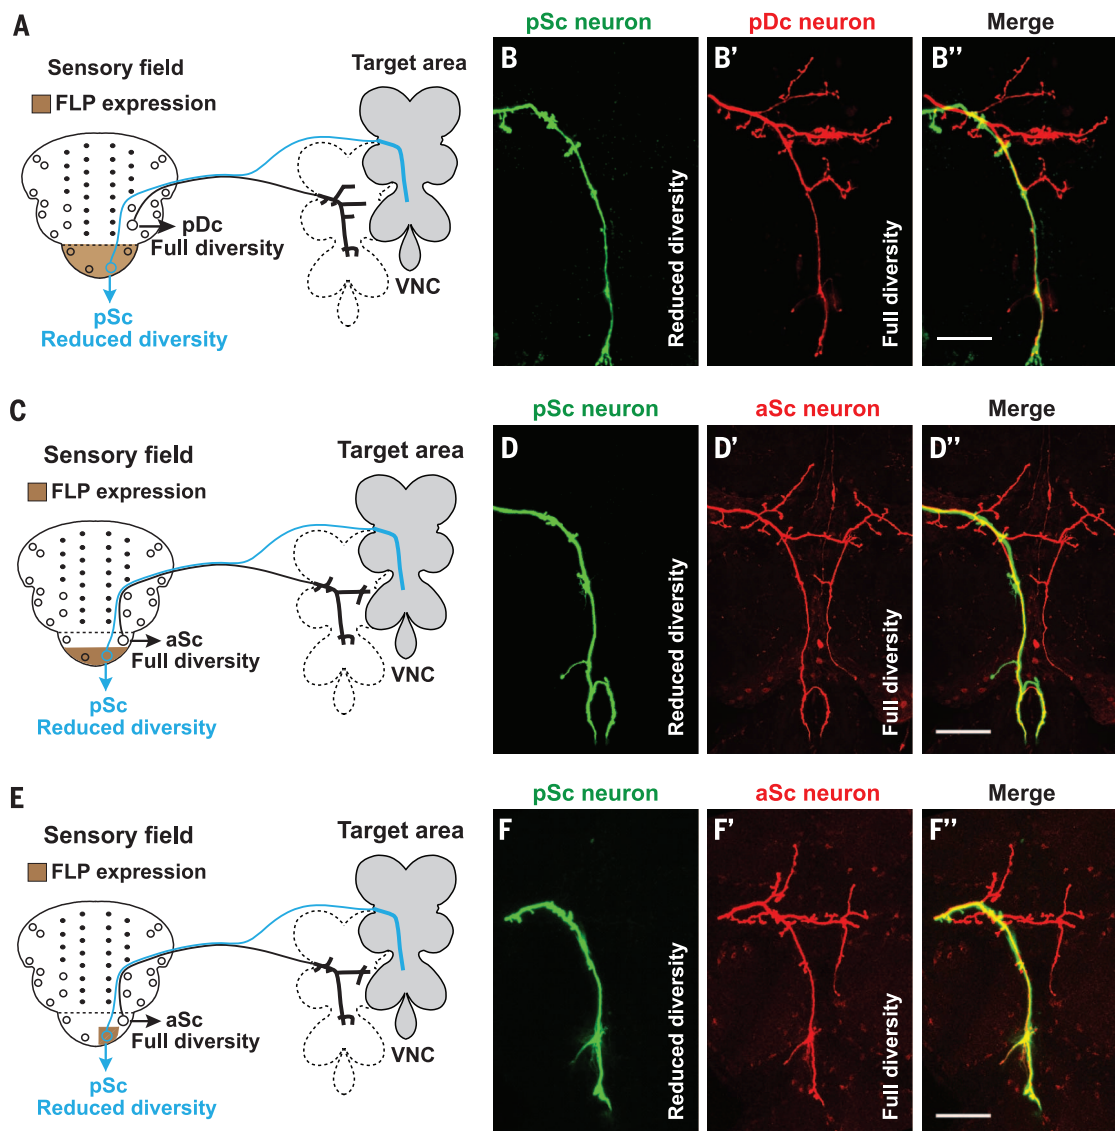 A
Sensory field
FLP expression
Target area
pDc
Full diversity
VNC
pSc
Reduced diversity
pSc neuron
pDc neuron
Merge
B
Reduced diversity
B'
Full diversity
B''
C
Sensory field
FLP expression
Target area
aSc
Full diversity
VNC
pSc
Reduced diversity
pSc neuron
aSc neuron
Merge
D
Reduced diversity
D'
Full diversity
D''
E
Sensory field
FLP expression
Target area
aSc
Full diversity
VNC
pSc
Reduced diversity
pSc neuron
aSc neuron
Merge
F
Reduced diversity
F'
Full diversity
F''